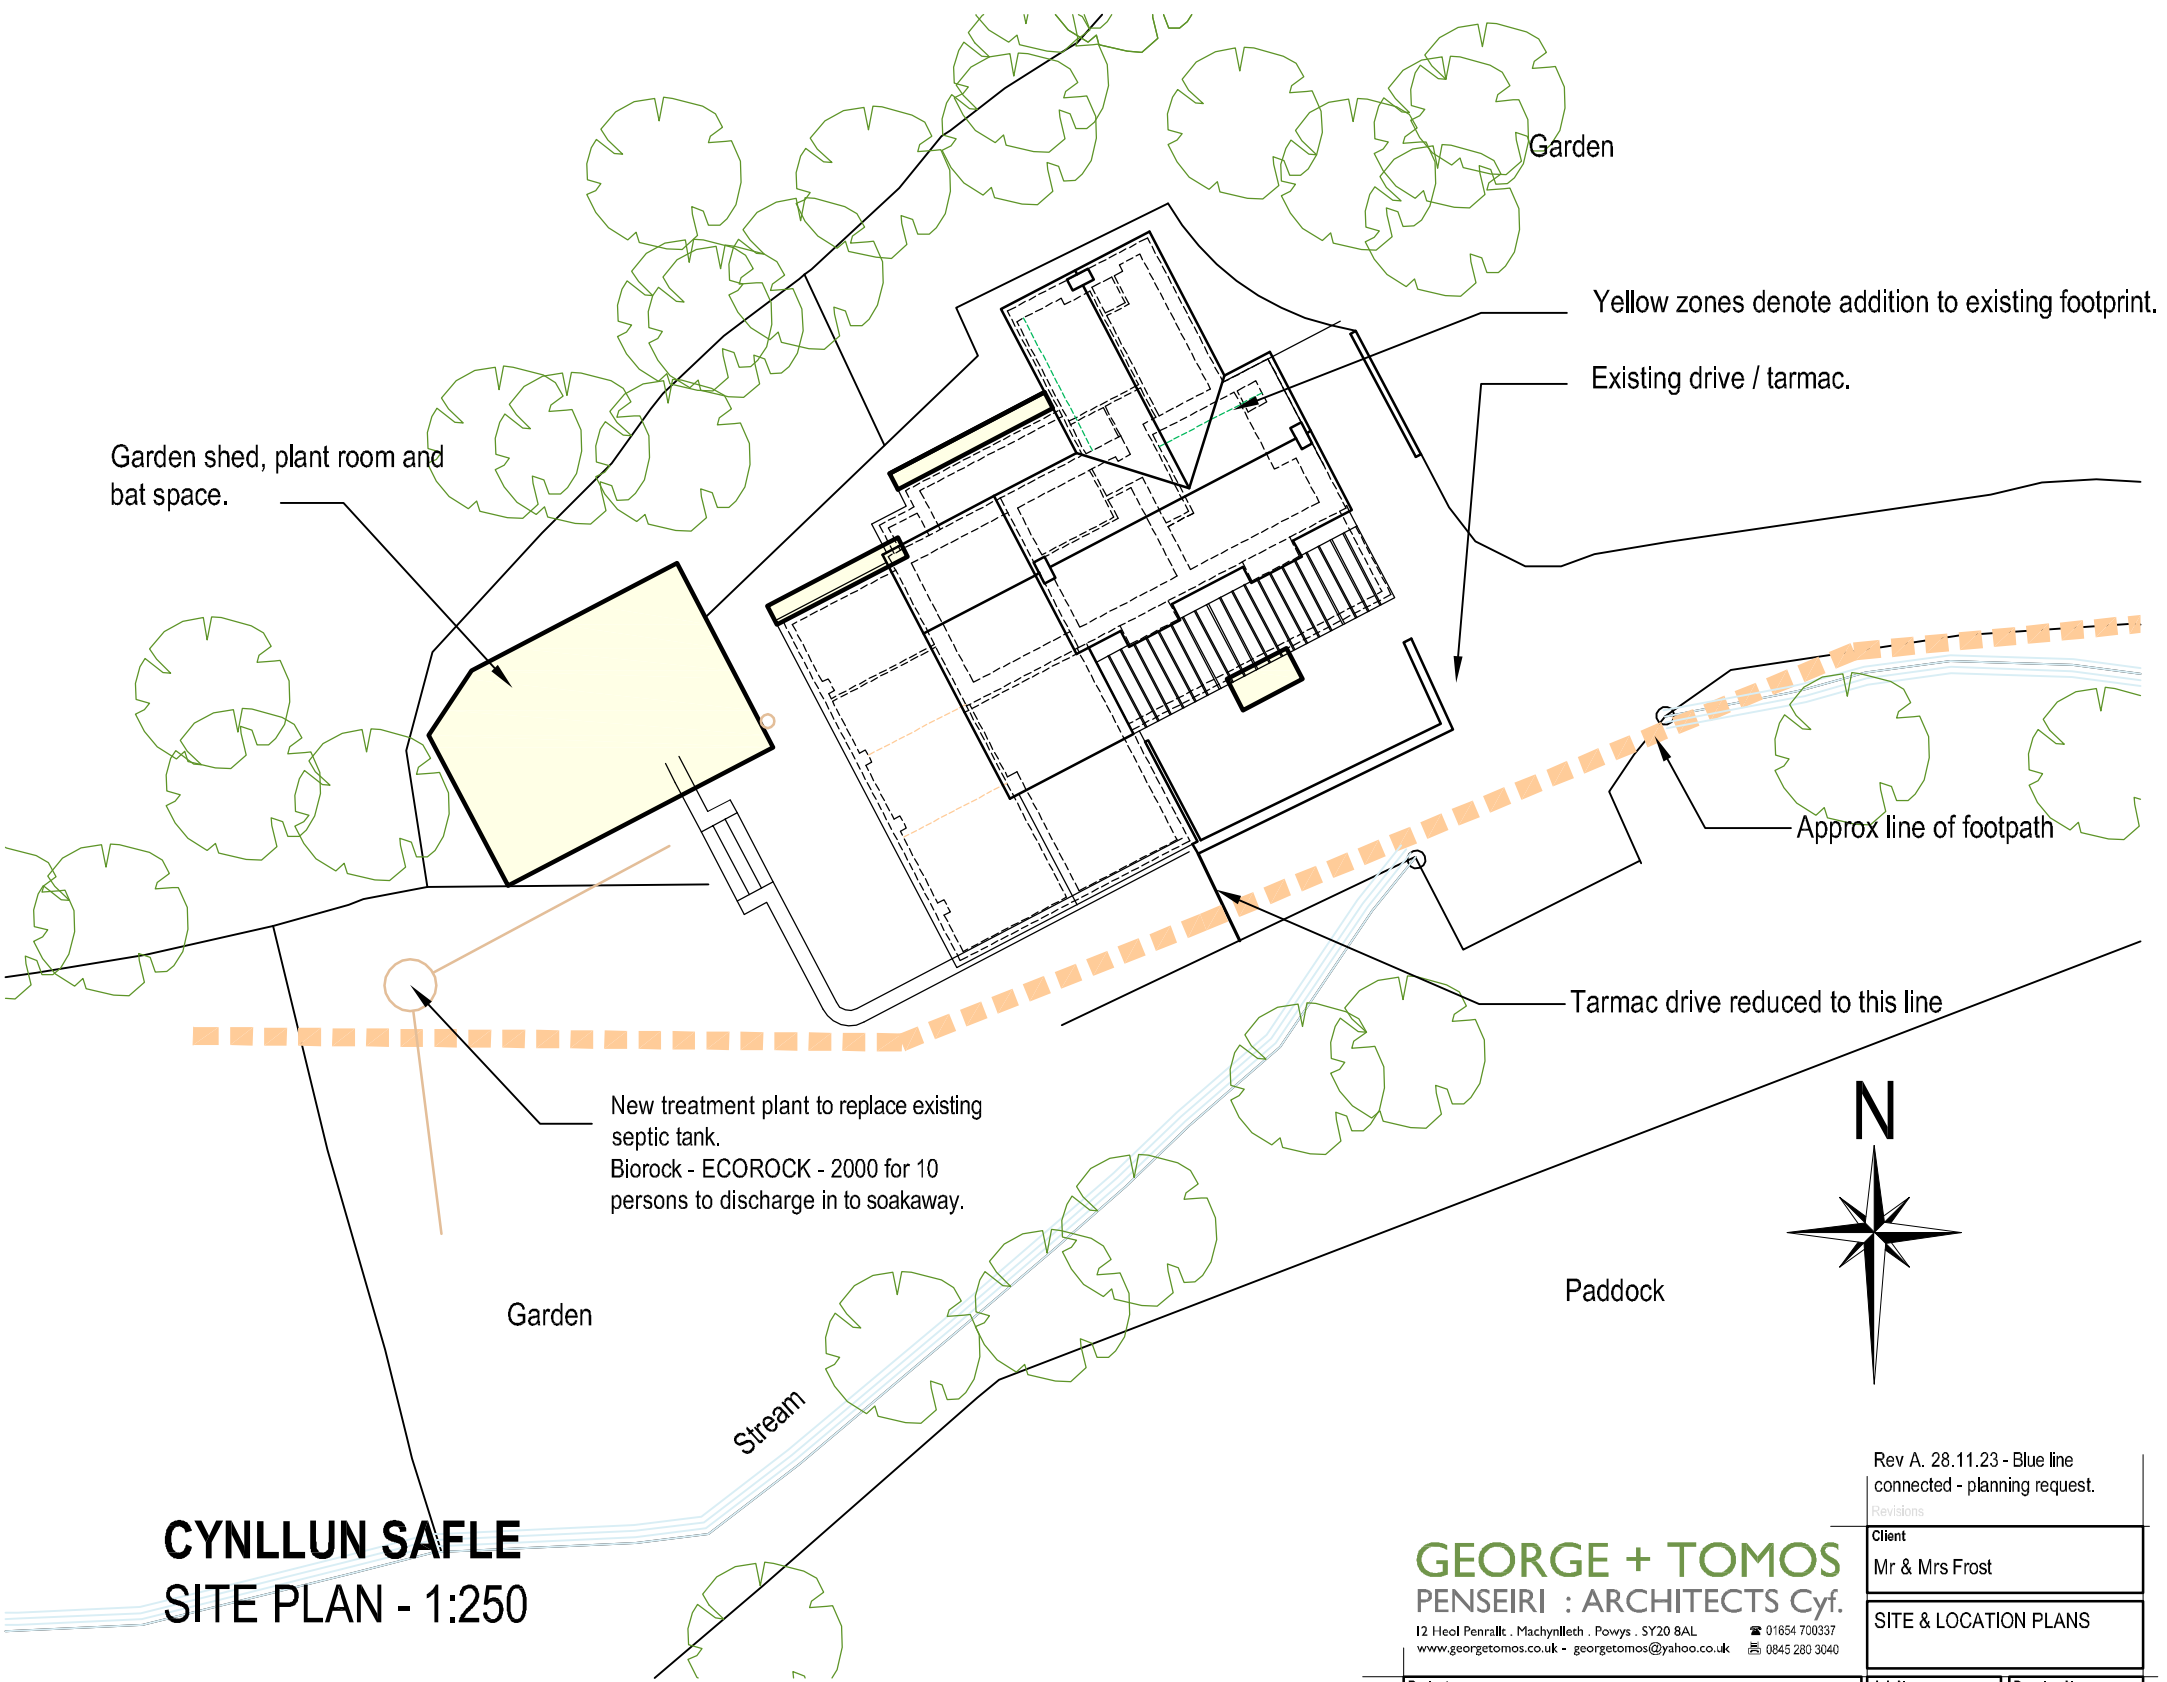 Garden
Yellow zones denote addition to existing footprint.
Existing drive / tarmac.
Garden shed, plant room and
bat space.
Approx line of footpath
Tarmac drive reduced to this line
New treatment plant to replace existing
septic tank.
Biorock - ECOROCK - 2000 for 10
persons to discharge in to soakaway.
N
Paddock
Garden
Stream
CYNLLUN SAFLE
SITE PLAN - 1:250
GEORGE + TOMOS
PENSEIRI : ARCHITECTS Cyf.
12 Heol Penrallt . Machynlleth . Powys . SY20 8AL
☎ 01654 700337
www.georgetomos.co.uk - georgetomos@yahoo.co.uk
0845 280 3040
Rev A. 28.11.23 - Blue line
connected - planning request.
Revisions
Client
Mr & Mrs Frost
SITE & LOCATION PLANS